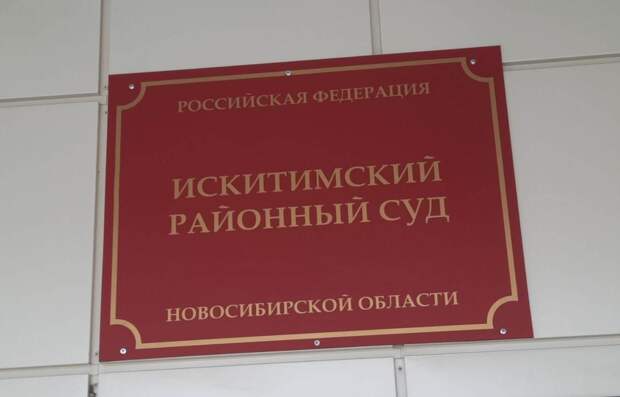 РОССИЙСКАЯ ФЕДЕРАЦИЯ
ИСКИТИМСКИЙ
РАЙОННЫЙ СУД
НОВОСИБИРСКОЙ ОБЛАСТИ